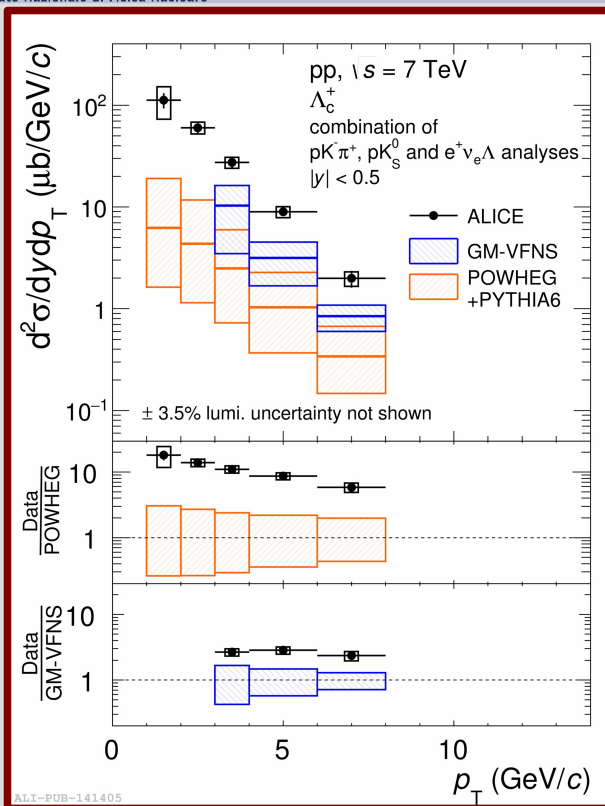 pp, √s = 7 TeV
Λc+
combination of
pK-π+, pK0S and e+νeΛ analyses
|y| < 0.5
ALICE
GM-VFNS
POWHEG
+PYTHIA6
d²σ/dydpT (μb/GeV/c)
10²
10
1
10⁻¹
± 3.5% lumi. uncertainty not shown
Data
POWHEG
10
1
Data
GM-VFNS
10
1
0 5 10
pT (GeV/c)
ALI-PUB-141405